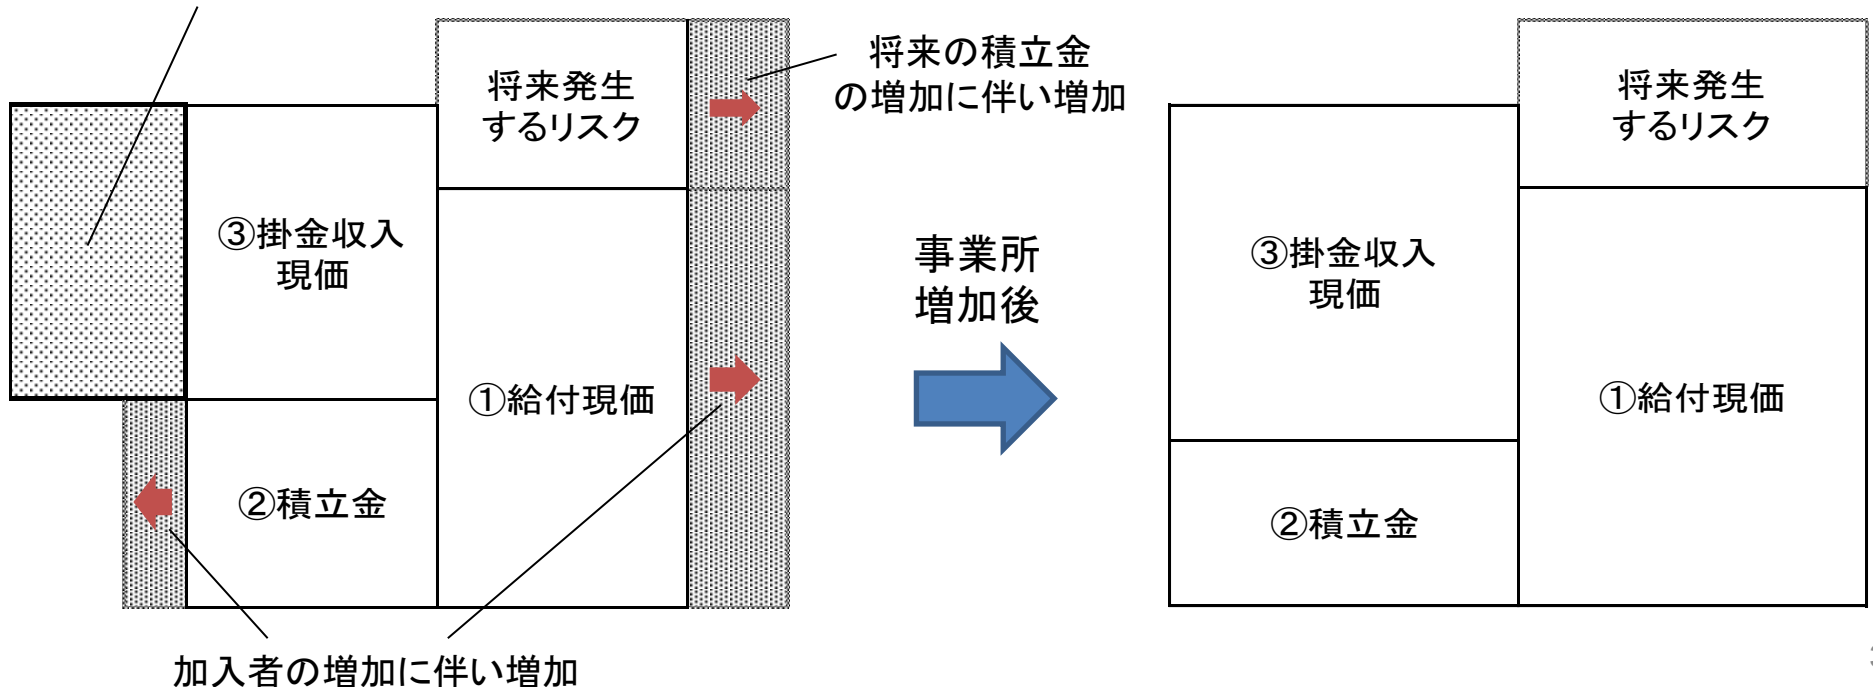 将来発生
するリスク
将来の積立金
の増加に伴い増加
③掛金収入
現価
①給付現価
②積立金
加入者の増加に伴い増加
事業所
増加後
将来発生
するリスク
③掛金収入
現価
①給付現価
②積立金